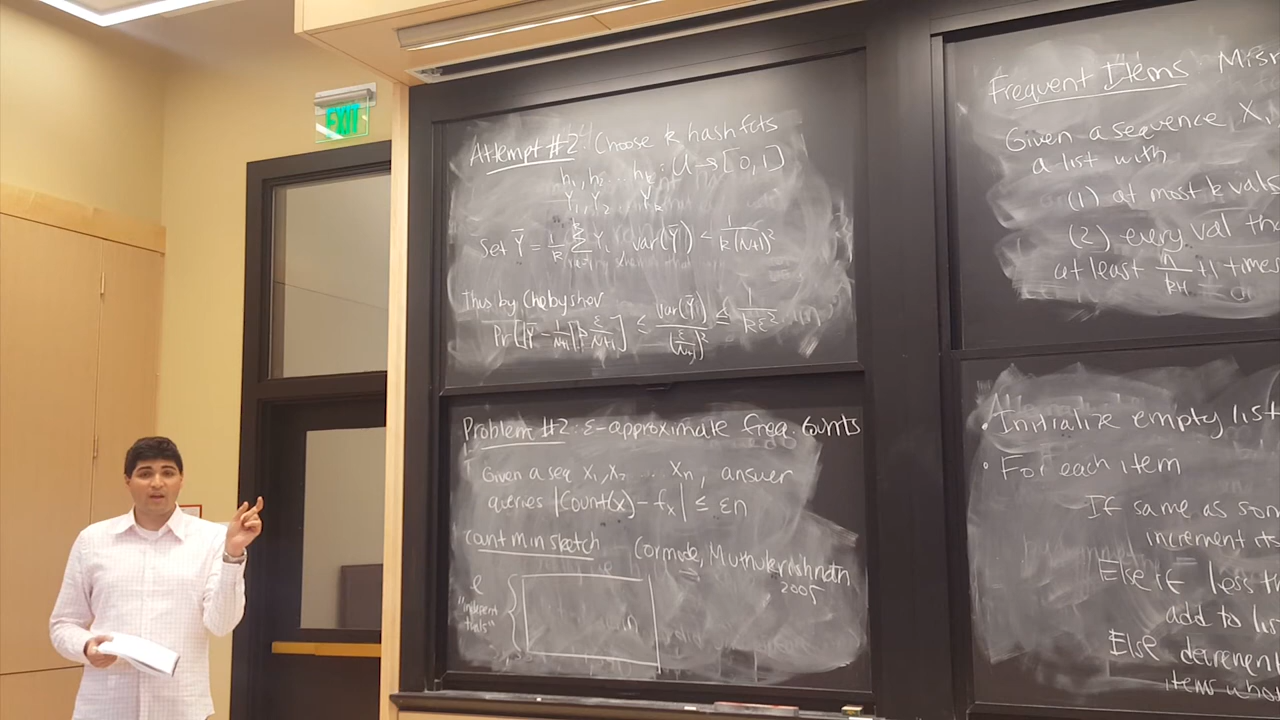 EXIT
Attempt #2: Choose k hash fcts
h₁, h₂ ... hₖ : U → [0,1]
Y₁, Y₂ Yₖ
Set Ȳ = 1/k Σ Yᵢ var(Ȳ) < 1/k(N+1)²
Thus by Chebyshev
Pr[|Ȳ - 1/N+1| > ε/N+1] ≤ var(Ȳ)/(ε/N+1)² ≤ 1/kε²
Problem #2: ε-approximate freq. counts
Given a seq x₁, x₂ ... xₙ, answer
queries |Count(x) - fₓ| ≤ εn
count min sketch Cormode, Muthukrishnan
2005
l
"indepent
trials"
Frequent Items Misr
Given a sequence X₁
a list with
(1) at most k vals
(2) every val tha
at least n/k+1 +1 times
• Initialize empty list
• For each item
If same as som
increment its
Else if less th
add to lis
Else decrement
items whos